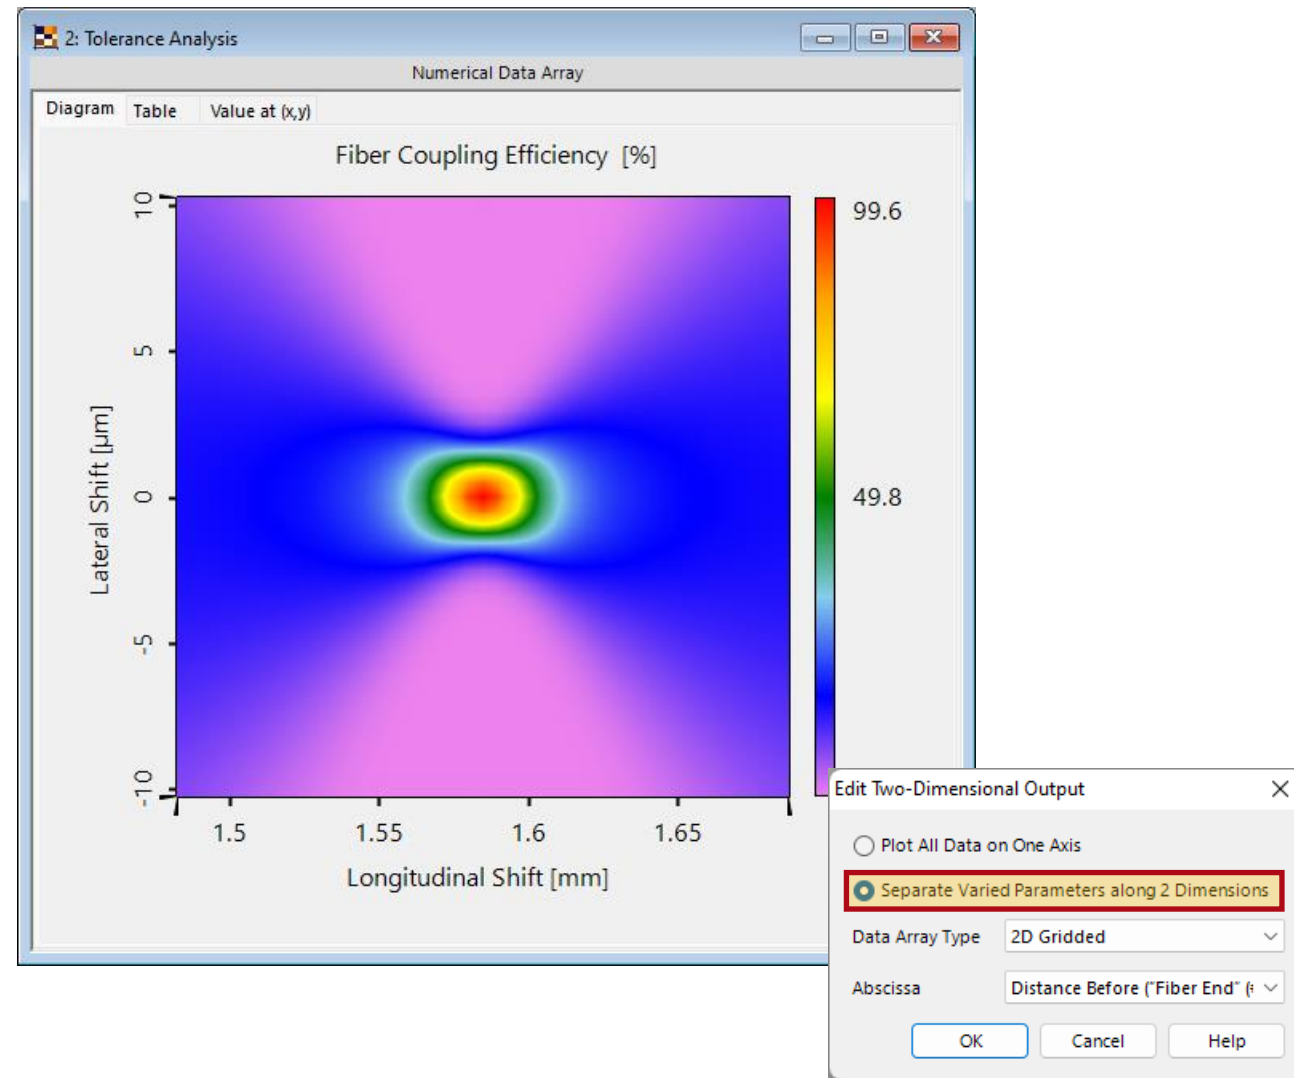 2: Tolerance Analysis
Numerical Data Array
Diagram Table Value at (x,y)
Fiber Coupling Efficiency [%]
10
5
0
-5
-10
Lateral Shift [µm]
99.6
49.8
1.5 1.55 1.6 1.65
Longitudinal Shift [mm]
Edit Two-Dimensional Output
Plot All Data on One Axis
Separate Varied Parameters along 2 Dimensions
Data Array Type 2D Gridded
Abscissa Distance Before ("Fiber End" (
OK Cancel Help